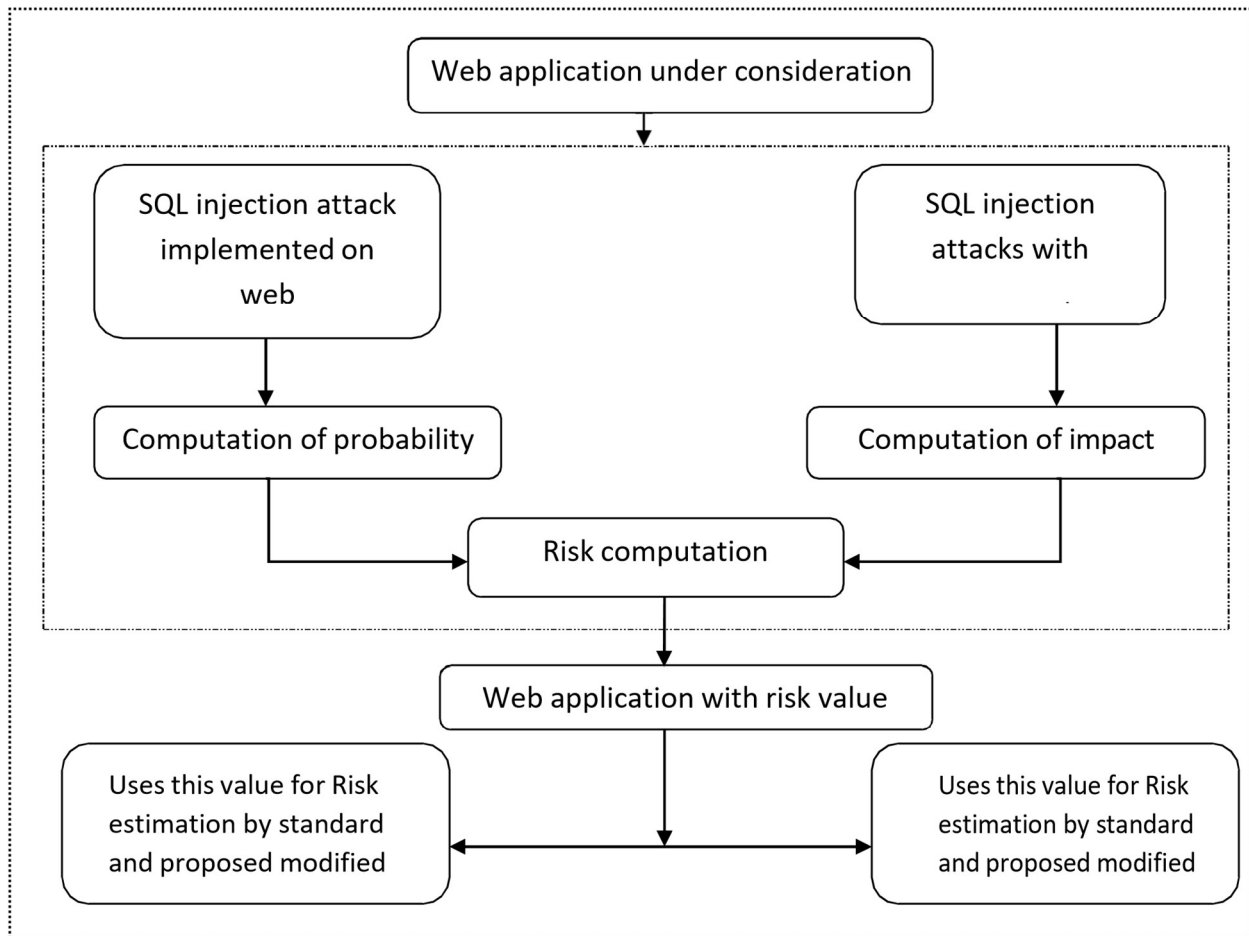 Web application under consideration
SQL injection attack
implemented on
web
SQL injection
attacks with
Computation of probability
Computation of impact
Risk computation
Web application with risk value
Uses this value for Risk
estimation by standard
and proposed modified
Uses this value for Risk
estimation by standard
and proposed modified